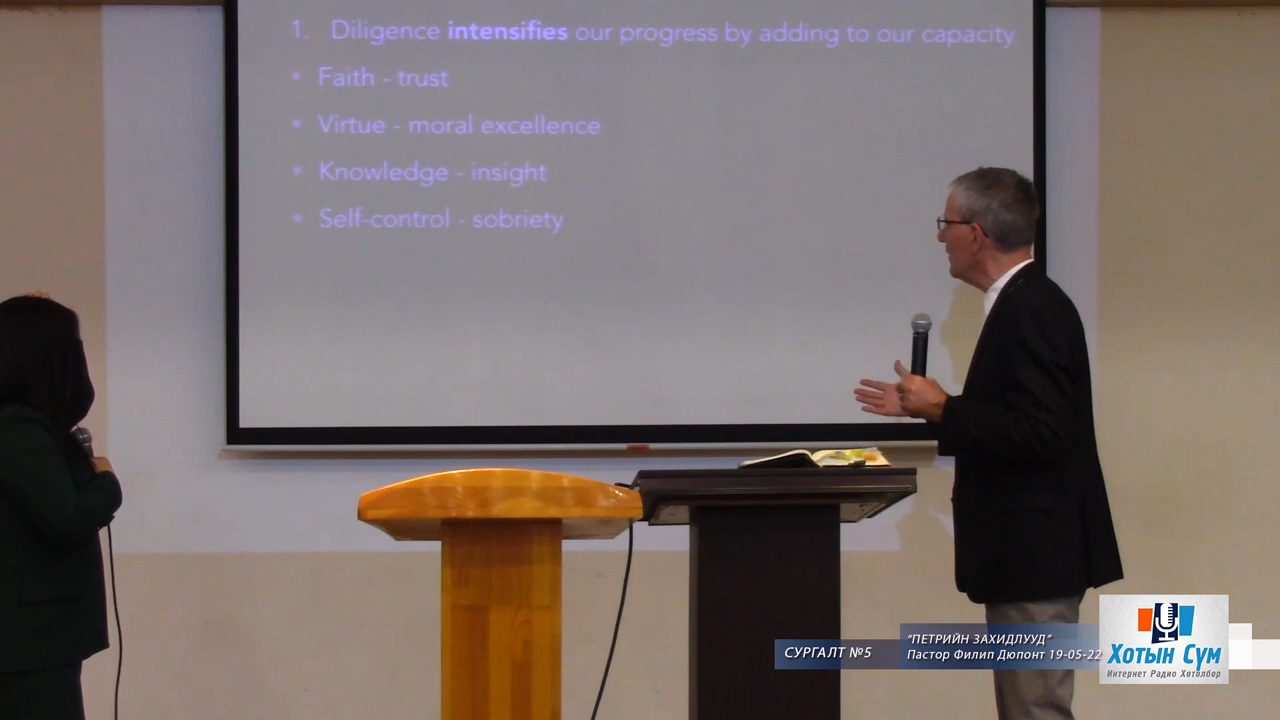 1. Diligence intensifies our progress by adding to our capacity
• Faith - trust
• Virtue - moral excellence
• Knowledge - insight
• Self-control - sobriety
СУРГАЛТ №5
"ПЕТРИЙН ЗАХИДЛУУД"
Пастор Филип Дюпонт 19-05-22
Хотын Сүм
Интернет Радио Хөтөлбөр